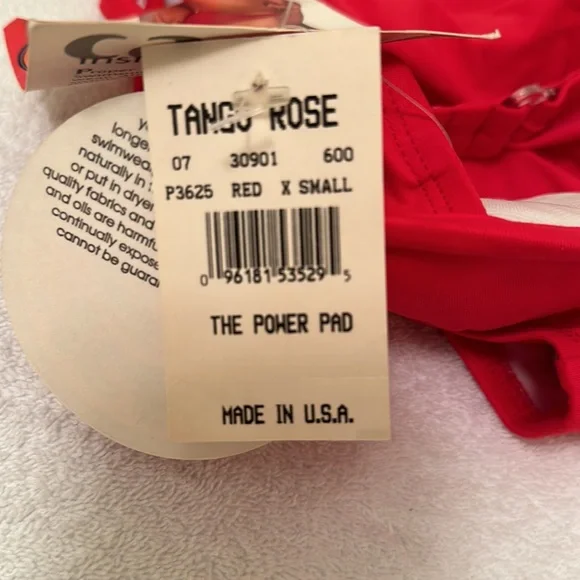 TANGO ROSE
07 30901 600
P3625 RED X SMALL
0 96181 53529 5
THE POWER PAD
MADE IN U.S.A.
longe
swimwea
naturally in
or put in dryer
quality fabrics and
and oils are harmfu
continually expose
cannot be guara